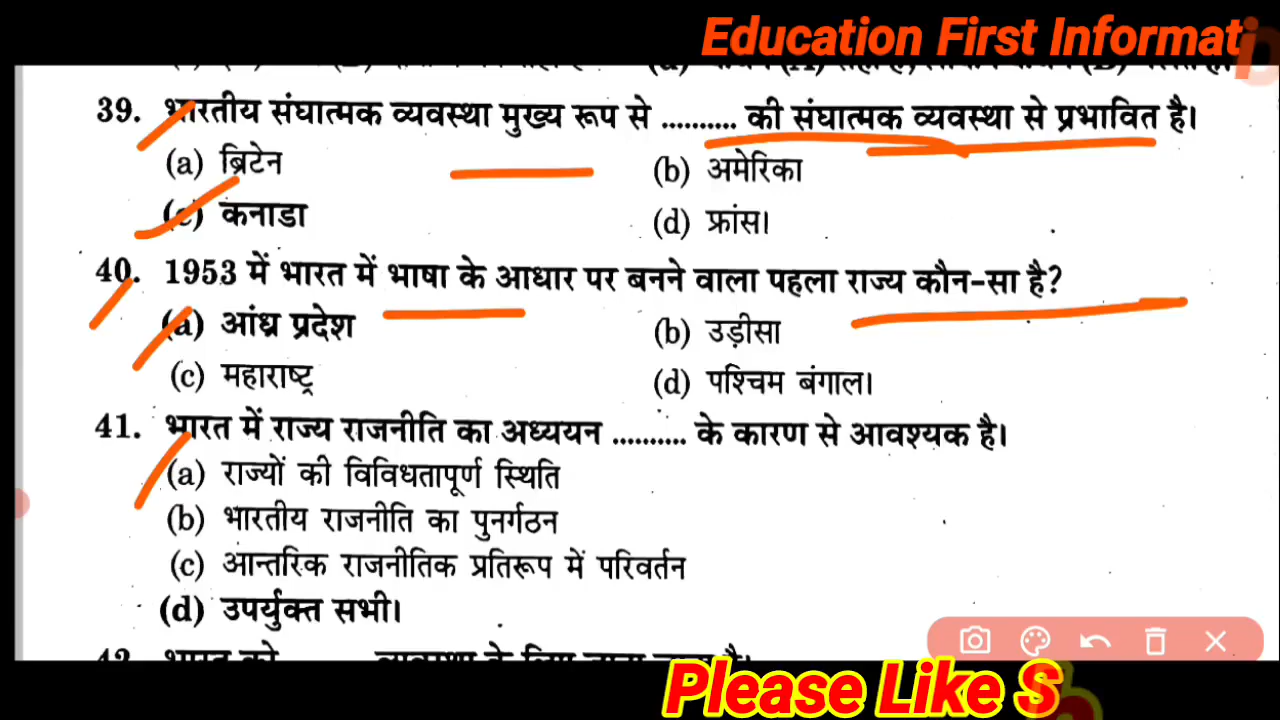 Education First Informat
39. भारतीय संघात्मक व्यवस्था मुख्य रूप से .......... की संघात्मक व्यवस्था से प्रभावित है।
(a) ब्रिटेन (b) अमेरिका
(c) कनाडा (d) फ्रांस।
40. 1953 में भारत में भाषा के आधार पर बनने वाला पहला राज्य कौन-सा है?
(a) आंध्र प्रदेश (b) उड़ीसा
(c) महाराष्ट्र (d) पश्चिम बंगाल।
41. भारत में राज्य राजनीति का अध्ययन .......... के कारण से आवश्यक है।
(a) राज्यों की विविधतापूर्ण स्थिति
(b) भारतीय राजनीति का पुनर्गठन
(c) आन्तरिक राजनीतिक प्रतिरूप में परिवर्तन
(d) उपर्युक्त सभी।
Please Like S